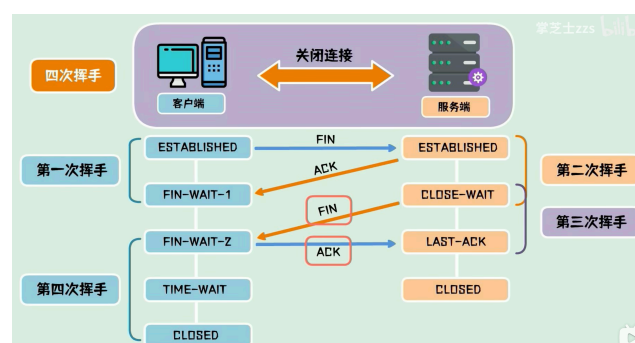 掌芝士zzs bilibili
四次挥手
关闭连接
客户端
服务端
ESTABLISHED
FIN
ESTABLISHED
第一次挥手
ACK
第二次挥手
FIN-WAIT-1
CLOSE-WAIT
FIN
第三次挥手
FIN-WAIT-2
ACK
LAST-ACK
第四次挥手
TIME-WAIT
CLOSED
CLOSED